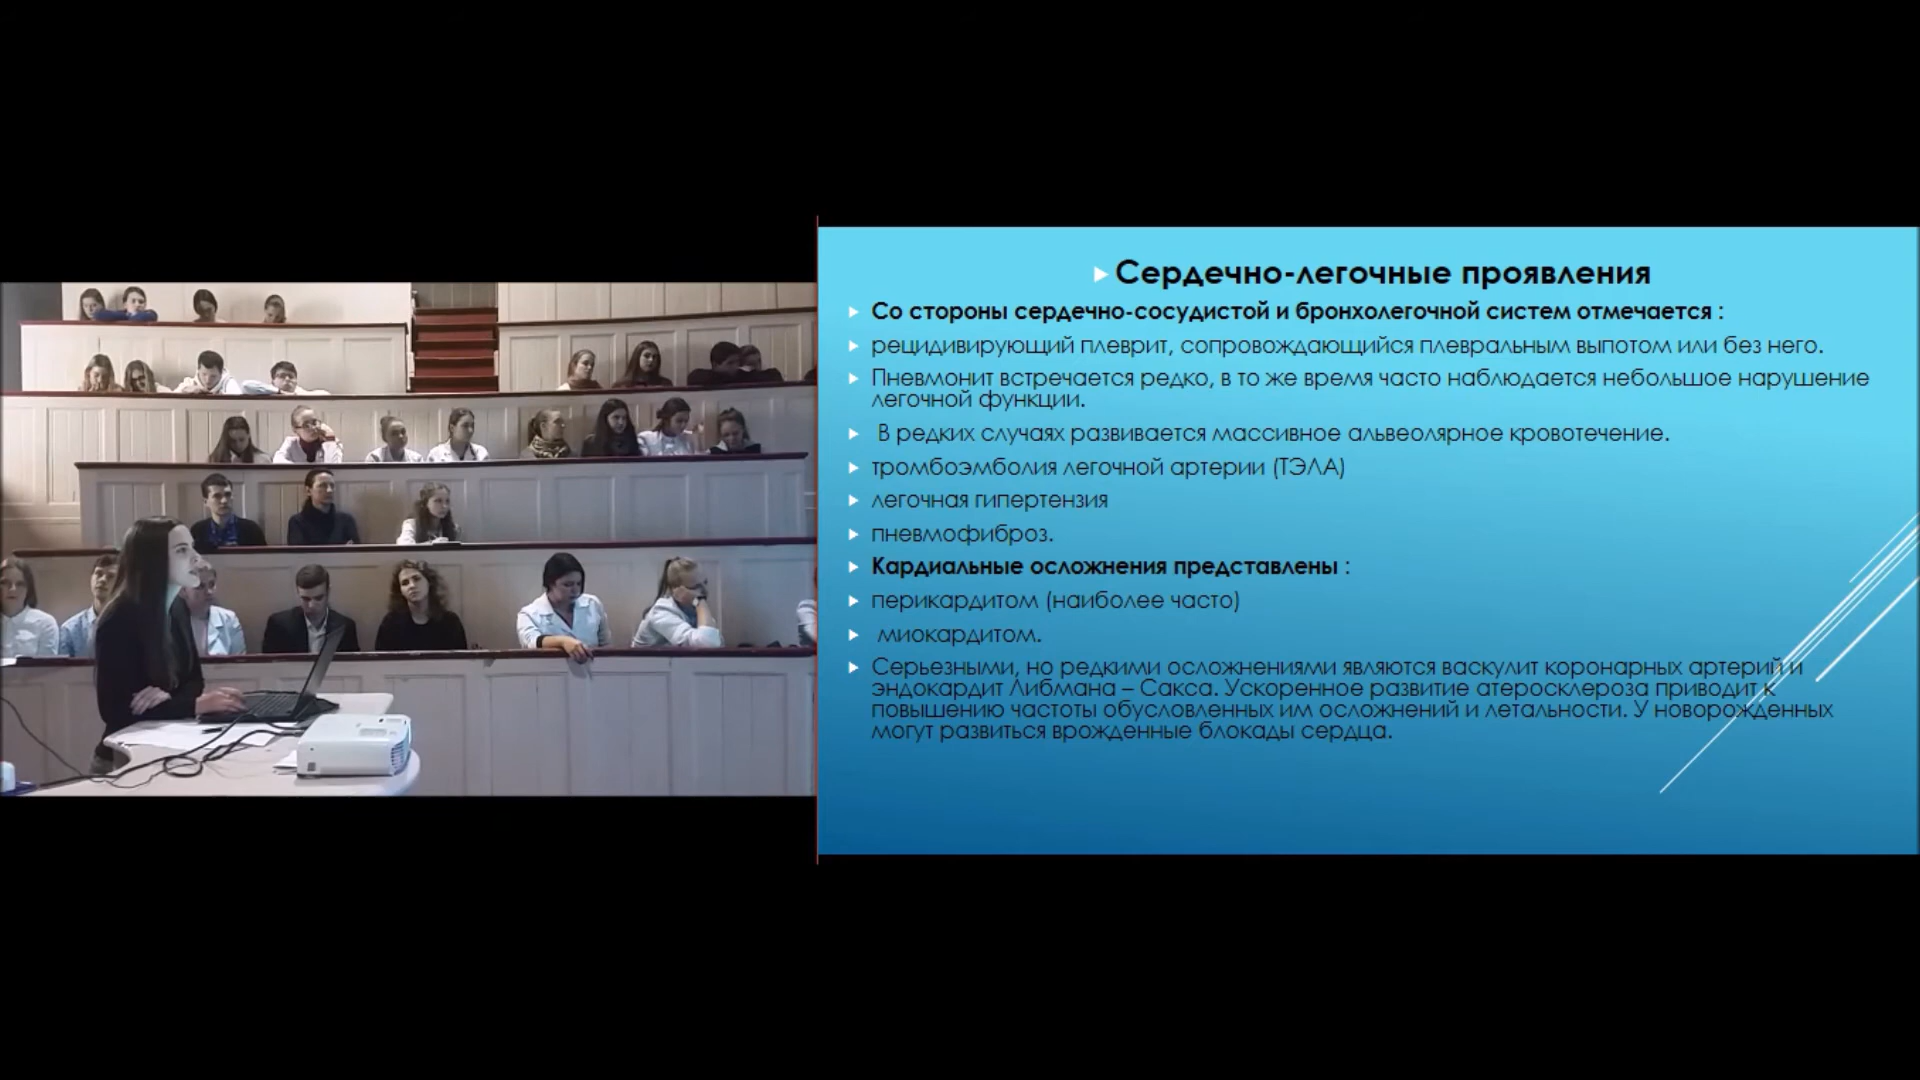 Сердечно-легочные проявления
Со стороны сердечно-сосудистой и бронхолегочной систем отмечается :
рецидивирующий плеврит, сопровождающийся плевральным выпотом или без него.
Пневмонит встречается редко, в то же время часто наблюдается небольшое нарушение
легочной функции.
В редких случаях развивается массивное альвеолярное кровотечение.
тромбоэмболия легочной артерии (ТЭЛА)
легочная гипертензия
пневмофиброз.
Кардиальные осложнения представлены :
перикардитом (наиболее часто)
миокардитом.
Серьезными, но редкими осложнениями являются васкулит коронарных артерий и
эндокардит Либмана – Сакса. Ускоренное развитие атеросклероза приводит к
повышению частоты обусловленных им осложнений и летальности. У новорожденных
могут развиться врожденные блокады сердца.